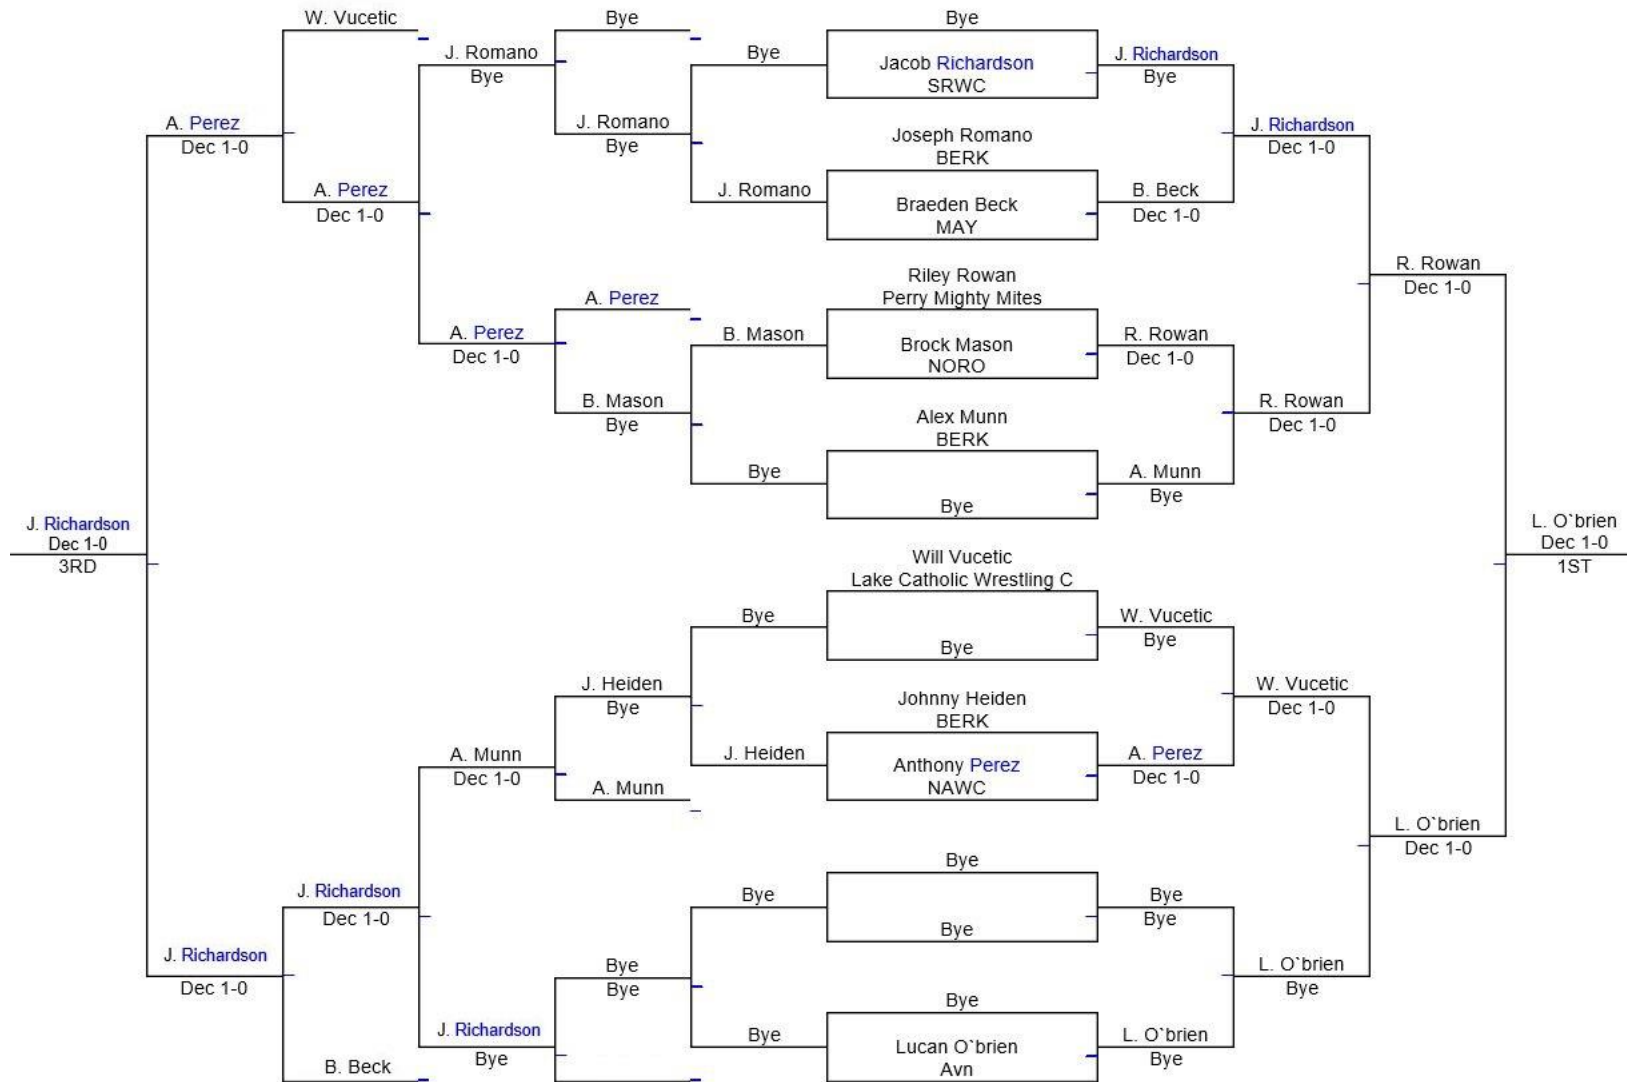 W. Vucetic
Bye
Bye
J. Romano
Bye
Bye
Jacob Richardson
SRWC
J. Richardson
Bye
A. Perez
Dec 1-0
J. Romano
Bye
Joseph Romano
BERK
J. Richardson
Dec 1-0
A. Perez
Dec 1-0
J. Romano
Braeden Beck
MAY
B. Beck
Dec 1-0
A. Perez
Riley Rowan
Perry Mighty Mites
R. Rowan
Dec 1-0
A. Perez
Dec 1-0
B. Mason
Brock Mason
NORO
R. Rowan
Dec 1-0
B. Mason
Bye
Alex Munn
BERK
R. Rowan
Dec 1-0
Bye
Bye
A. Munn
Bye
J. Richardson
Dec 1-0
3RD
L. O`brien
Dec 1-0
1ST
Will Vucetic
Lake Catholic Wrestling C
Bye
Bye
W. Vucetic
Bye
J. Heiden
Bye
Johnny Heiden
BERK
W. Vucetic
Dec 1-0
A. Munn
Dec 1-0
J. Heiden
Anthony Perez
NAWC
A. Perez
Dec 1-0
A. Munn
L. O`brien
Dec 1-0
J. Richardson
Dec 1-0
Bye
Bye
Bye
Bye
Bye
J. Richardson
Dec 1-0
Bye
Bye
Bye
L. O`brien
Bye
J. Richardson
Bye
Bye
Lucan O`brien
Avn
L. O`brien
Bye
B. Beck